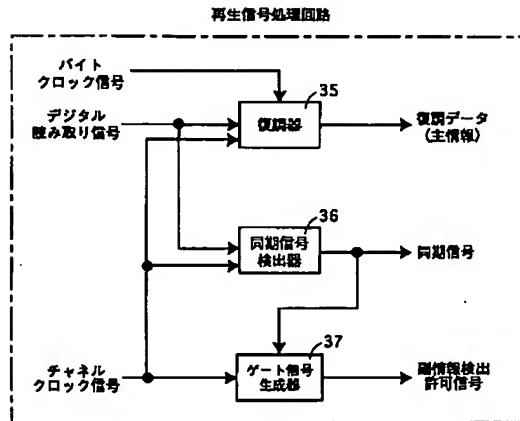 再生信号処理回路
バイト
クロック信号
35
デジタル
読み取り信号
復調器
復調データ
(主情報)
36
同期信号
検出器
同期信号
37
チャネル
クロック信号
ゲート信号
生成器
副情報検出
許可信号